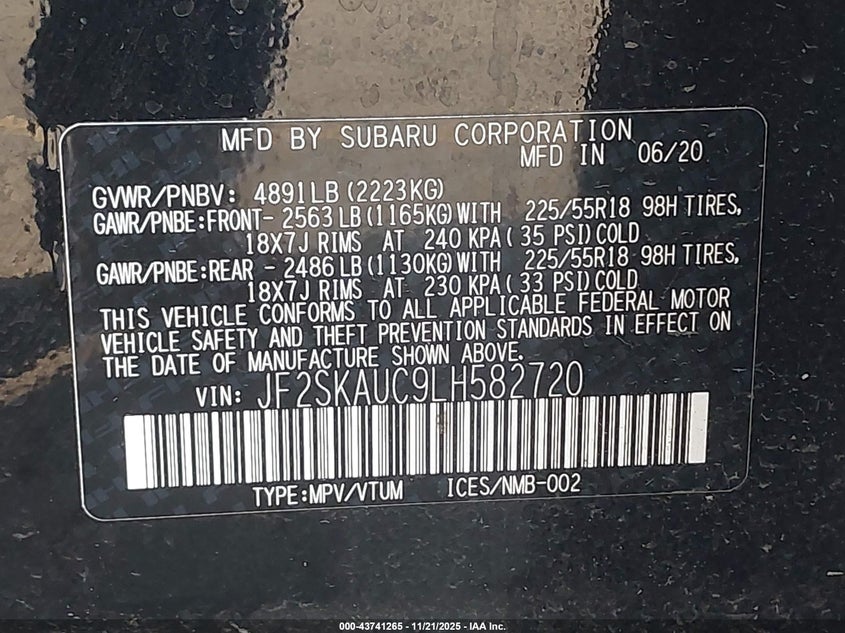 MFD BY SUBARU CORPORATION
MFD IN 06/20
GVWR/PNBV: 4891LB (2223KG)
GAWR/PNBE:FRONT- 2563 LB (1165KG) WITH 225/55R18 98H TIRES,
18X7J RIMS AT 240 KPA ( 35 PSI) COLD
GAWR/PNBE:REAR - 2486 LB (1130KG) WITH 225/55R18 98H TIRES,
18X7J RIMS AT 230 KPA ( 33 PSI) COLD
THIS VEHICLE CONFORMS TO ALL APPLICABLE FEDERAL MOTOR
VEHICLE SAFETY AND THEFT PREVENTION STANDARDS IN EFFECT ON
THE DATE OF MANUFACTURE SHOWN ABOVE.
VIN: JF2SKAUC9LH582720
TYPE:MPV/VTUM ICES/NMB-002
000-43741265 - 11/21/2025 - IAA Inc.